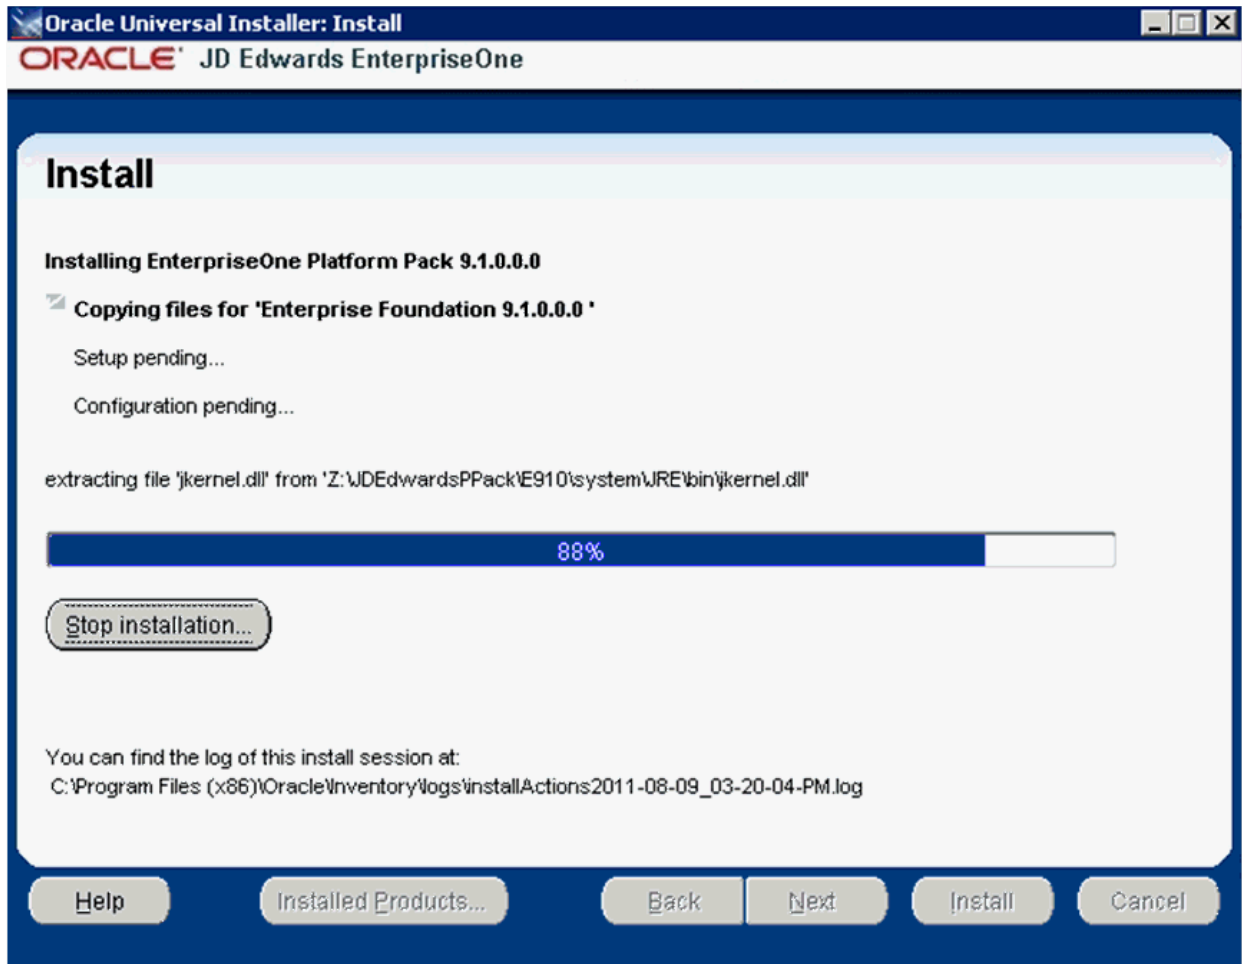 Oracle Universal Installer: Install
ORACLE JD Edwards EnterpriseOne
Install
Installing EnterpriseOne Platform Pack 9.1.0.0.0
Copying files for 'Enterprise Foundation 9.1.0.0.0 '
Setup pending...
Configuration pending...
extracting file 'jkernel.dll' from 'Z:\JDEdwardsPPack\E910\system\JRE\bin\jkernel.dll'
88%
Stop installation...
You can find the log of this install session at:
C:\Program Files (x86)\Oracle\Inventory\logs\installActions2011-08-09_03-20-04-PM.log
Help Installed Products... Back Next Install Cancel